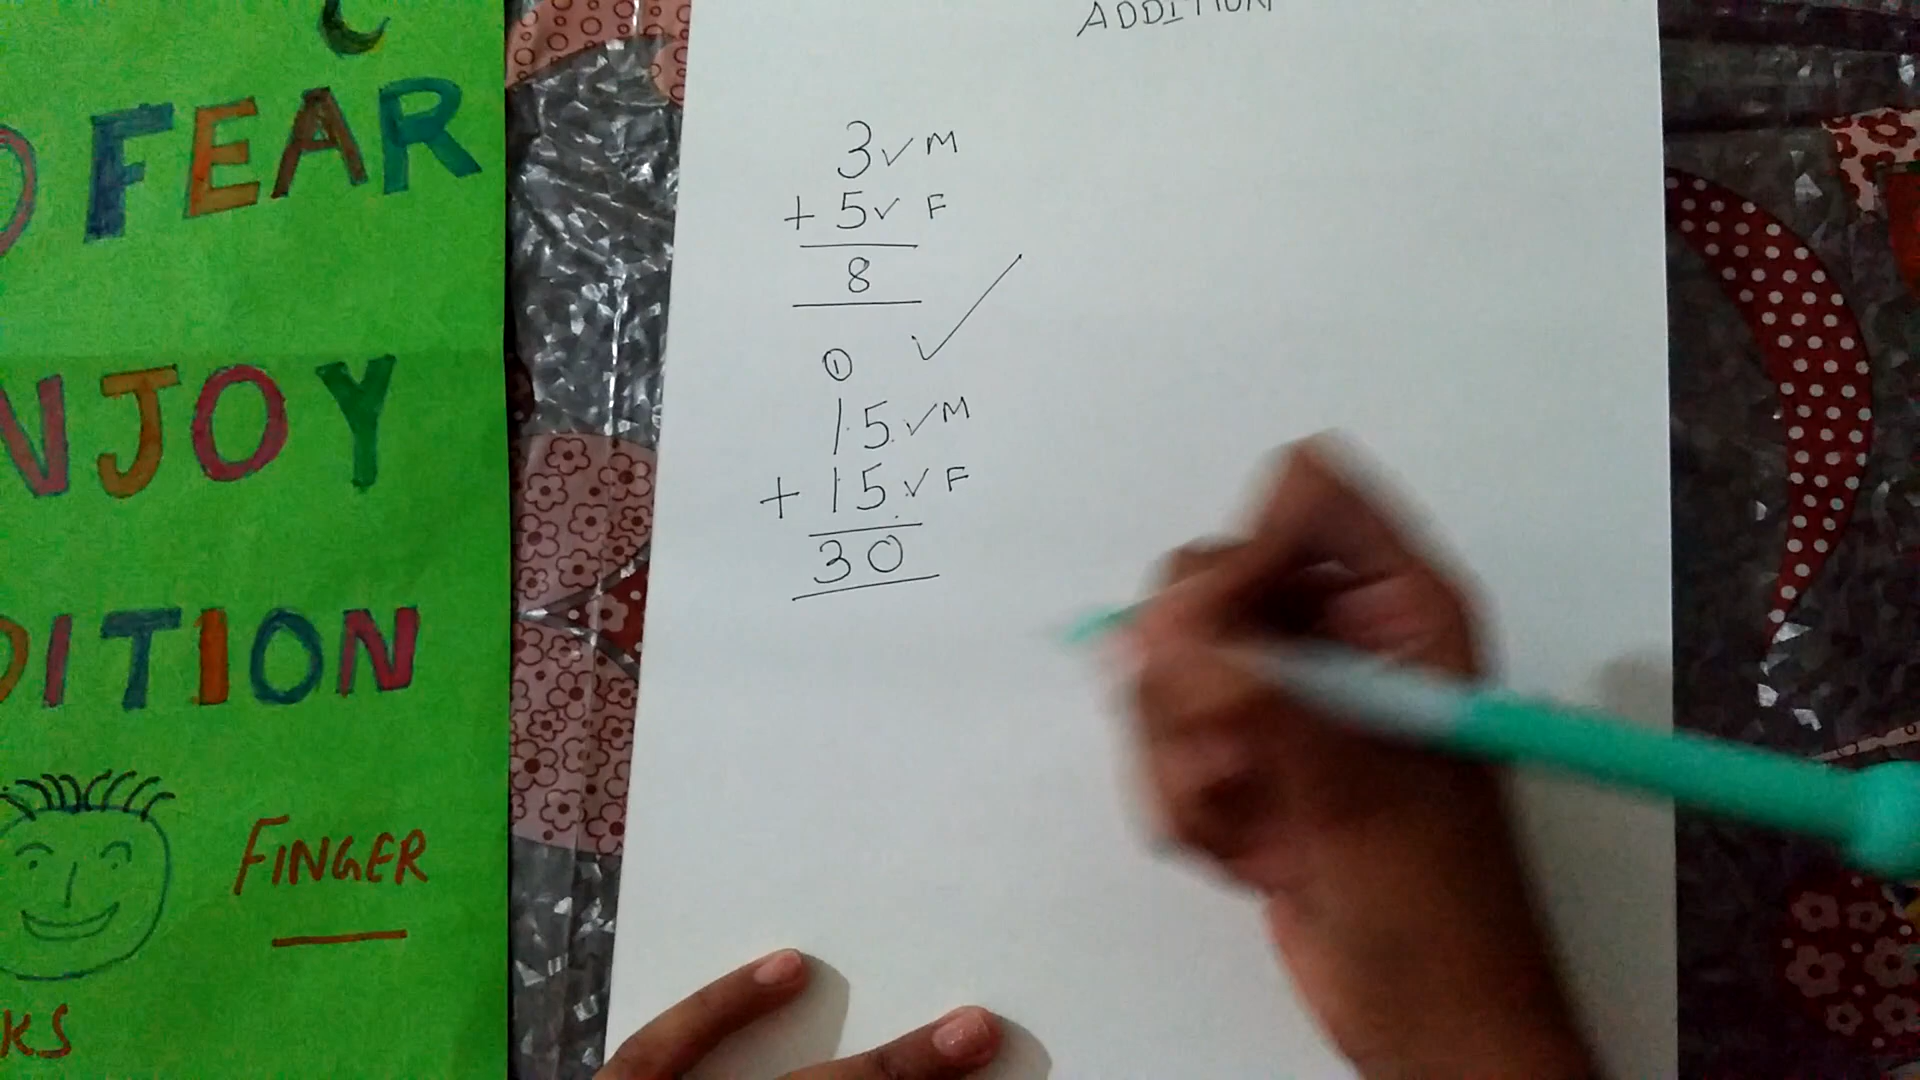 FEAR
NJOY
DITION
FINGER
KS
ADDITION
3✓ M
+ 5✓ F
8
①
✓
15 ✓ M
+ 15 ✓ F
30